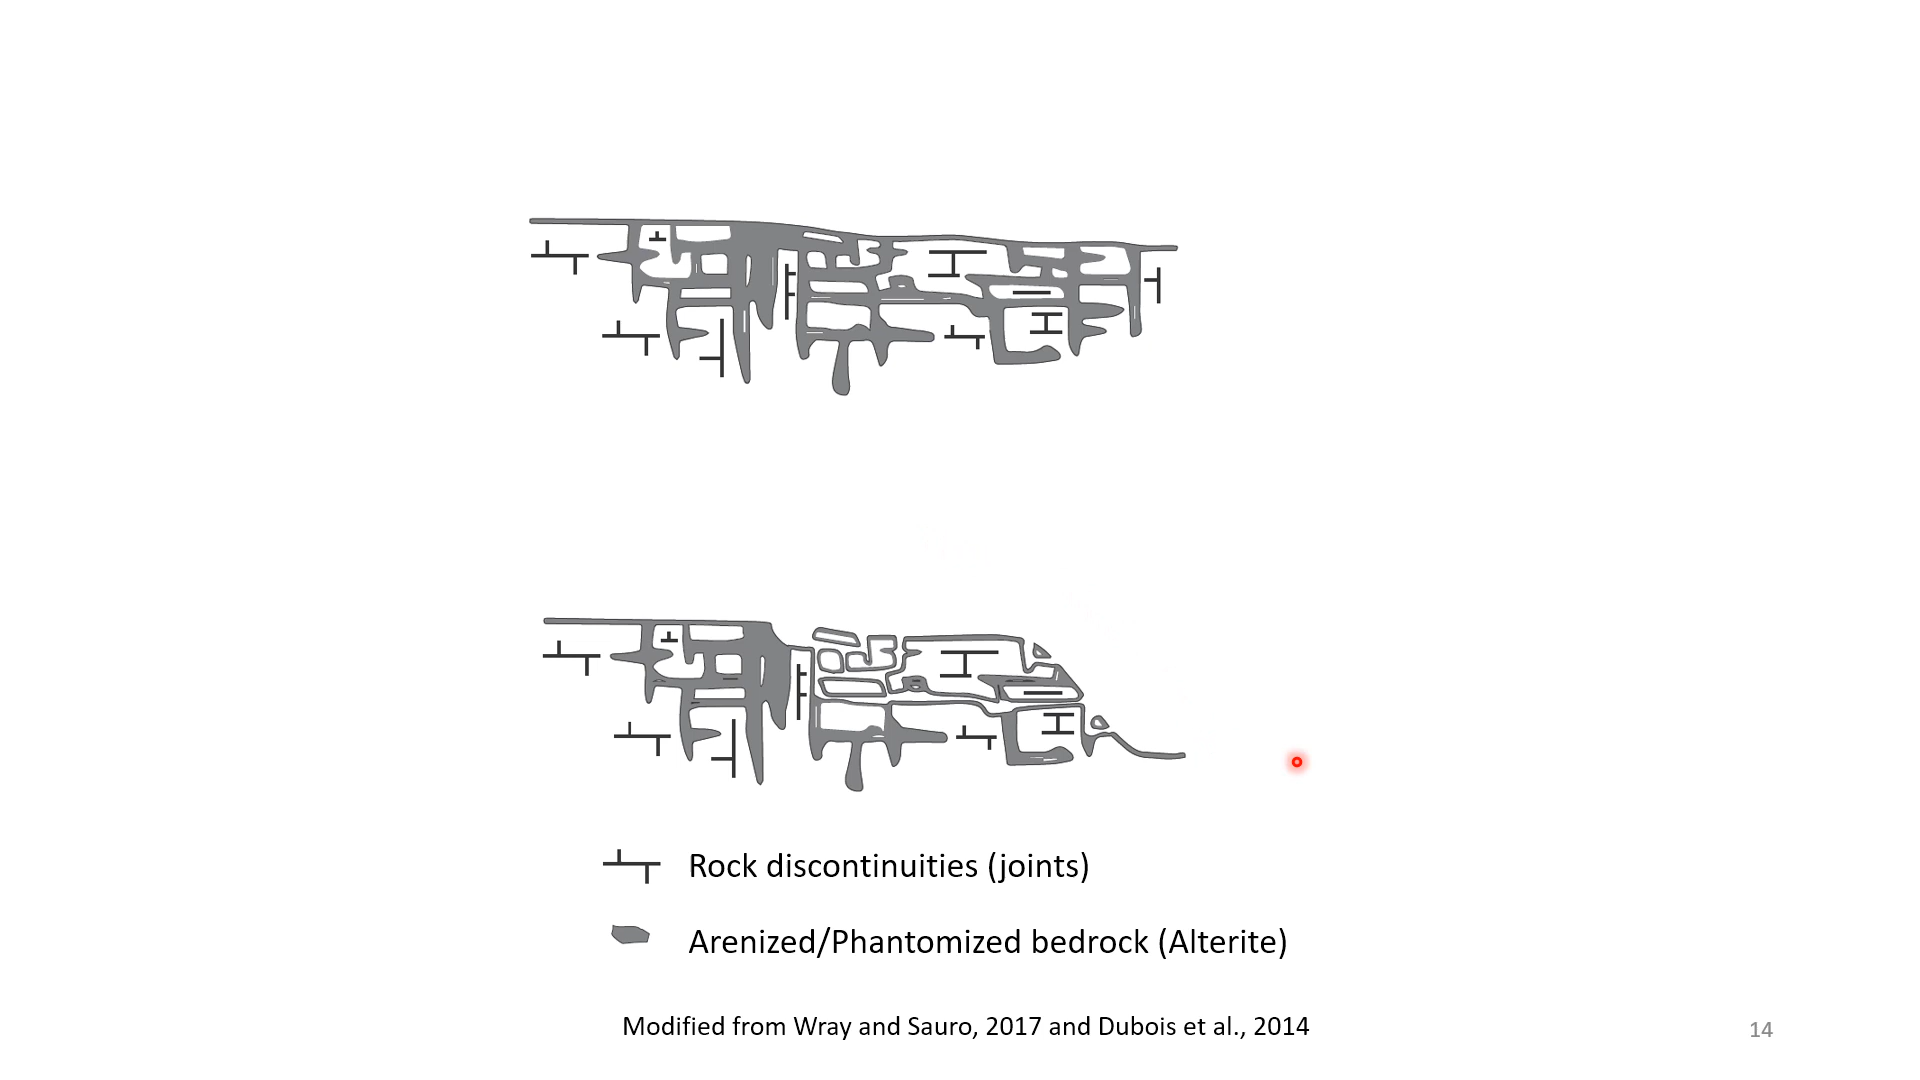 Rock discontinuities (joints)
Arenized/Phantomized bedrock (Alterite)
Modified from Wray and Sauro, 2017 and Dubois et al., 2014
14